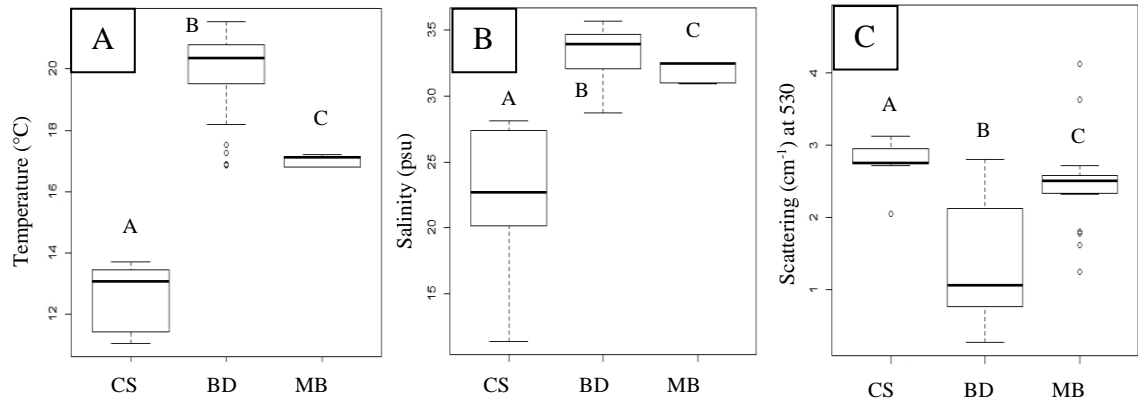 A
B
C
A
Temperature (°C)
12
14
16
18
20
CS
BD
MB
B
A
B
C
Salinity (psu)
15
20
25
30
35
CS
BD
MB
C
A
B
C
Scattering (cm-1) at 530
1
2
3
4
CS
BD
MB